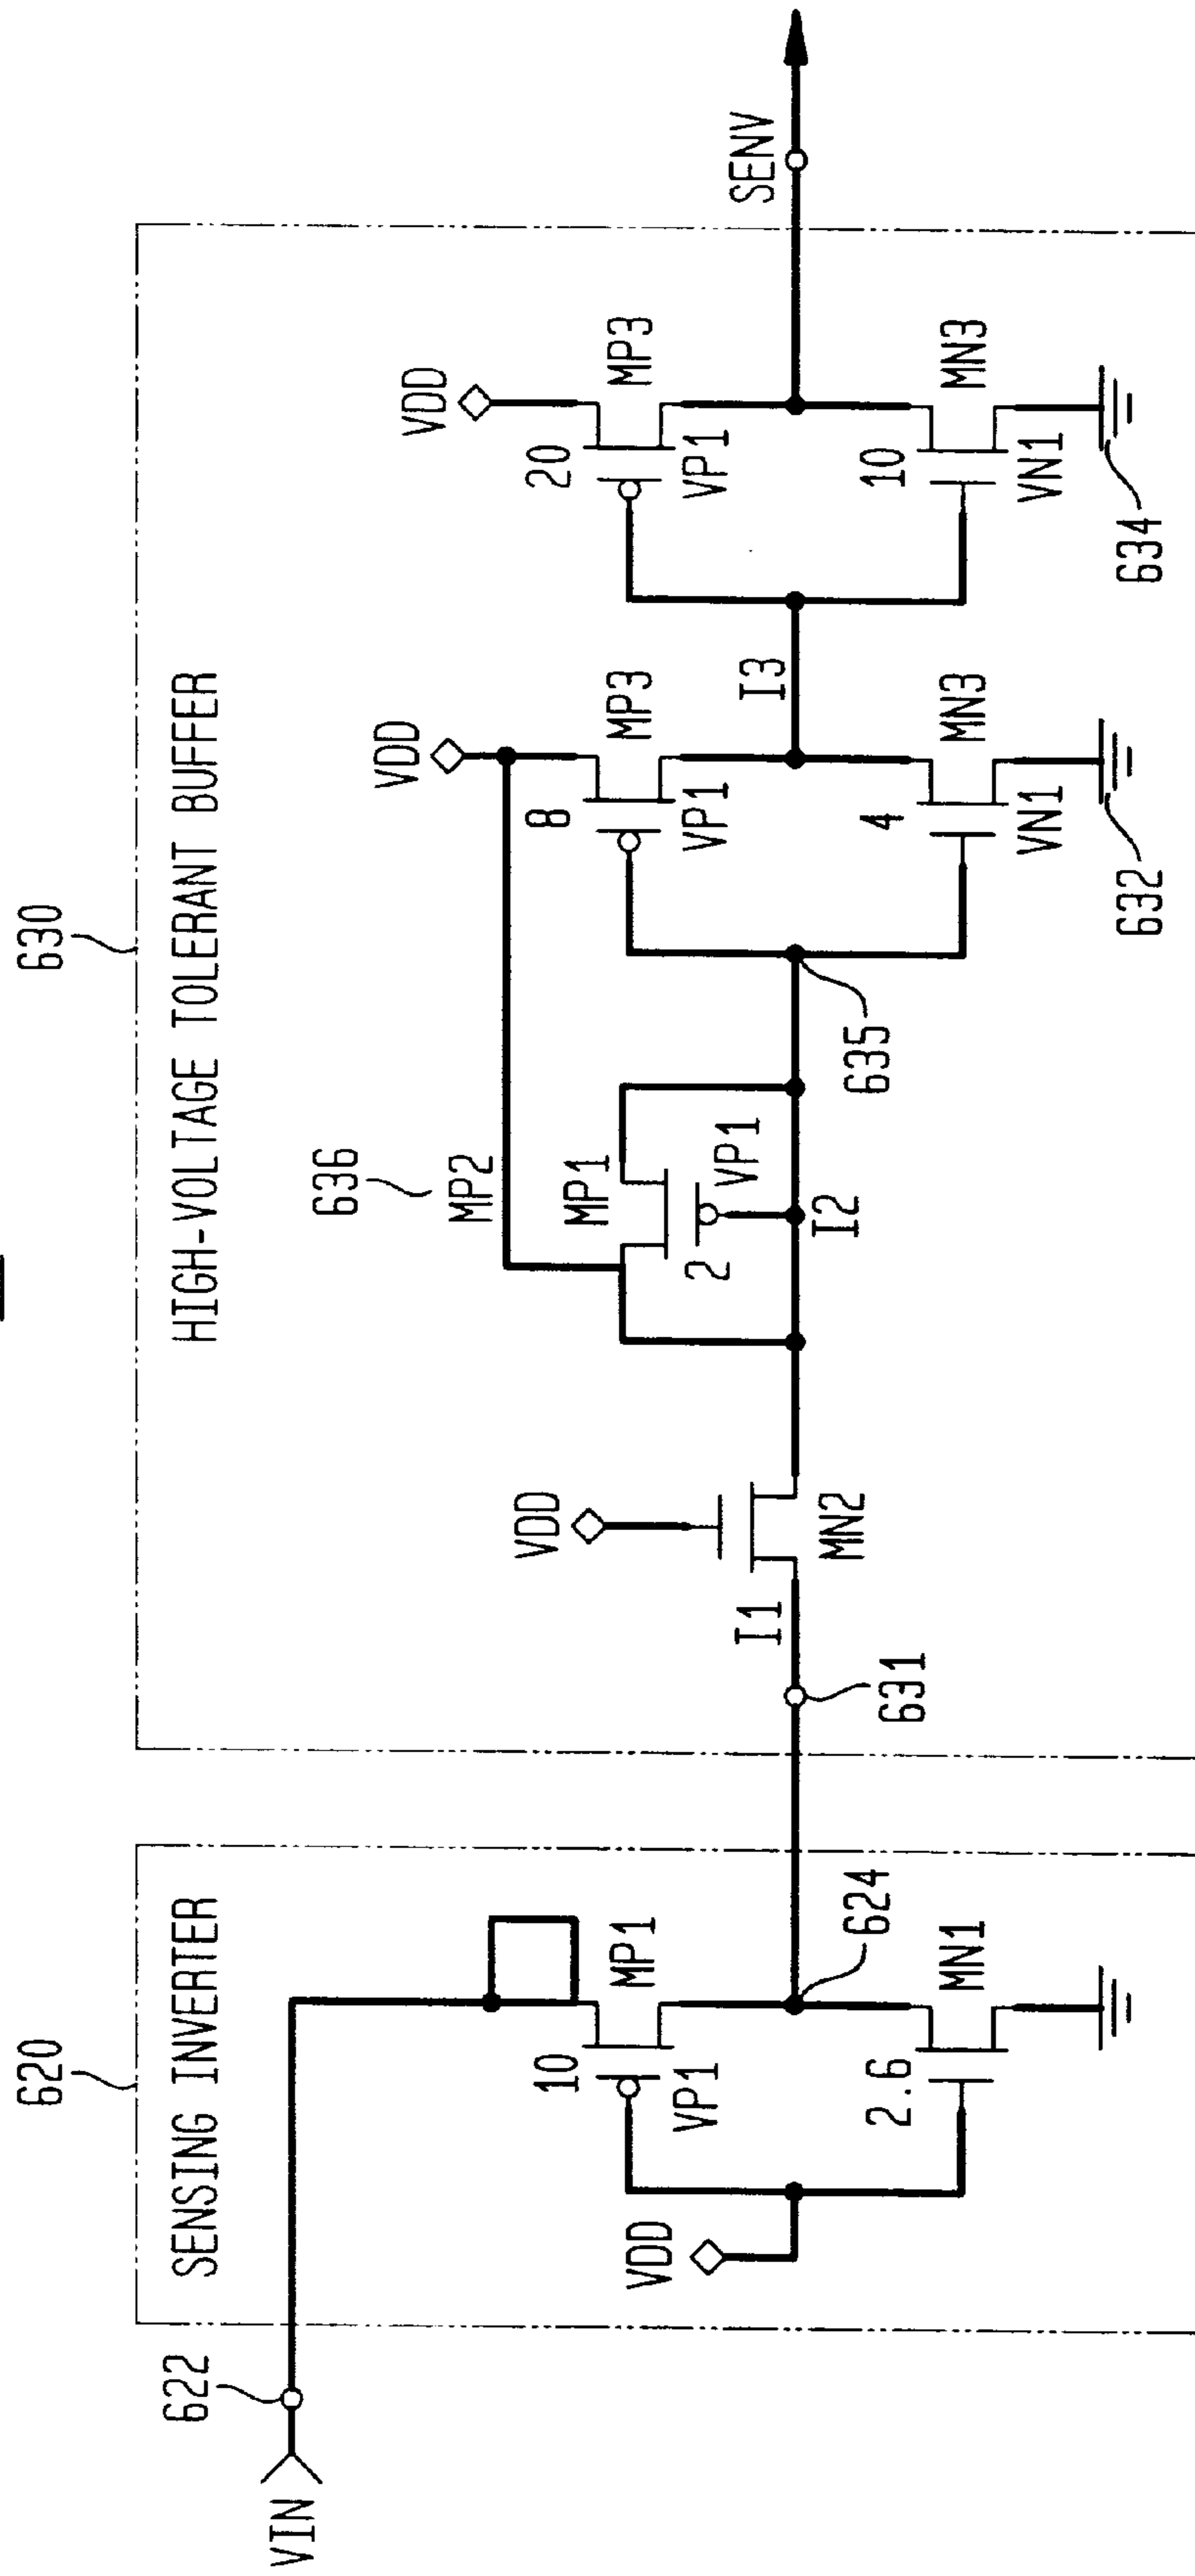 620
SENSING INVERTER
VIN
622
VDD
10
MP1
VP1
624
2.6
MN1
630
HIGH-VOLTAGE TOLERANT BUFFER
631
I1
VDD
MN2
636
MP2
MP1
2
VP1
I2
635
VDD
8
MP3
VP1
I3
4
MN3
VN1
632
VDD
20
MP3
VP1
10
MN3
VN1
634
SENV